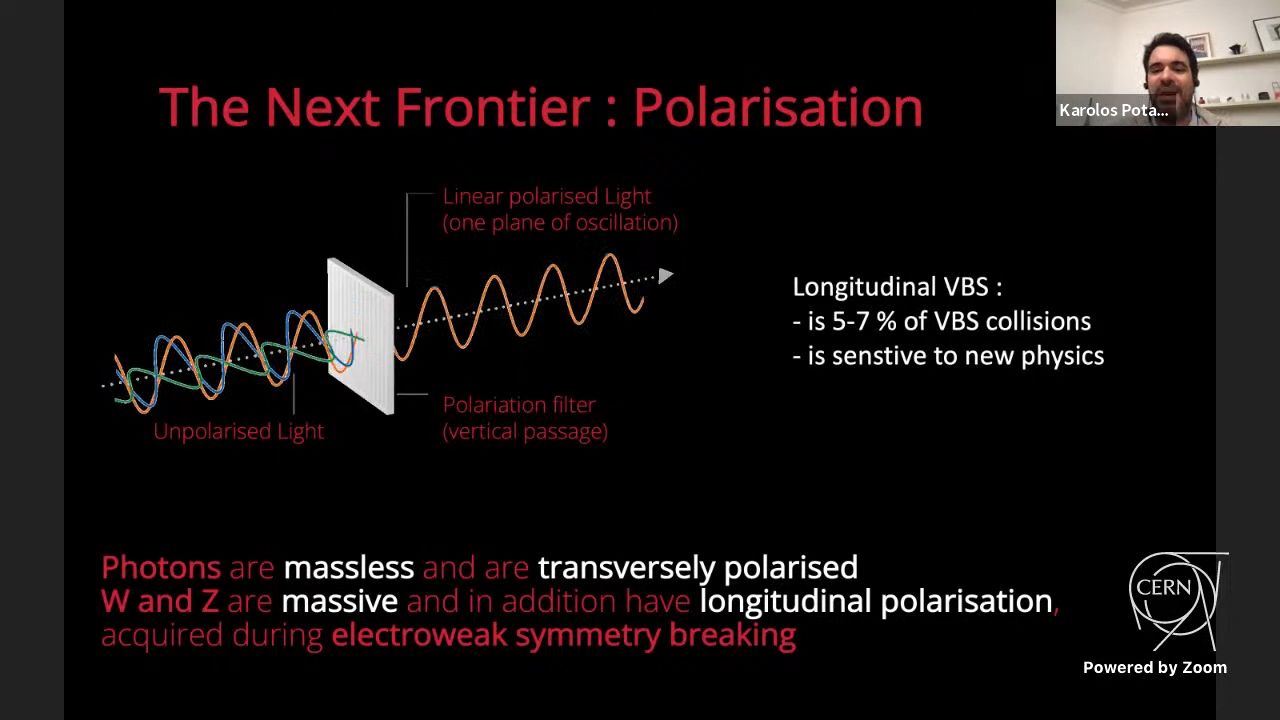 The Next Frontier : Polarisation
Karolos Pota...
Linear polarised Light
(one plane of oscillation)
Longitudinal VBS :
- is 5-7 % of VBS collisions
- is senstive to new physics
Polariation filter
(vertical passage)
Unpolarised Light
Photons are massless and are transversely polarised
W and Z are massive and in addition have longitudinal polarisation,
acquired during electroweak symmetry breaking
CERN
Powered by Zoom